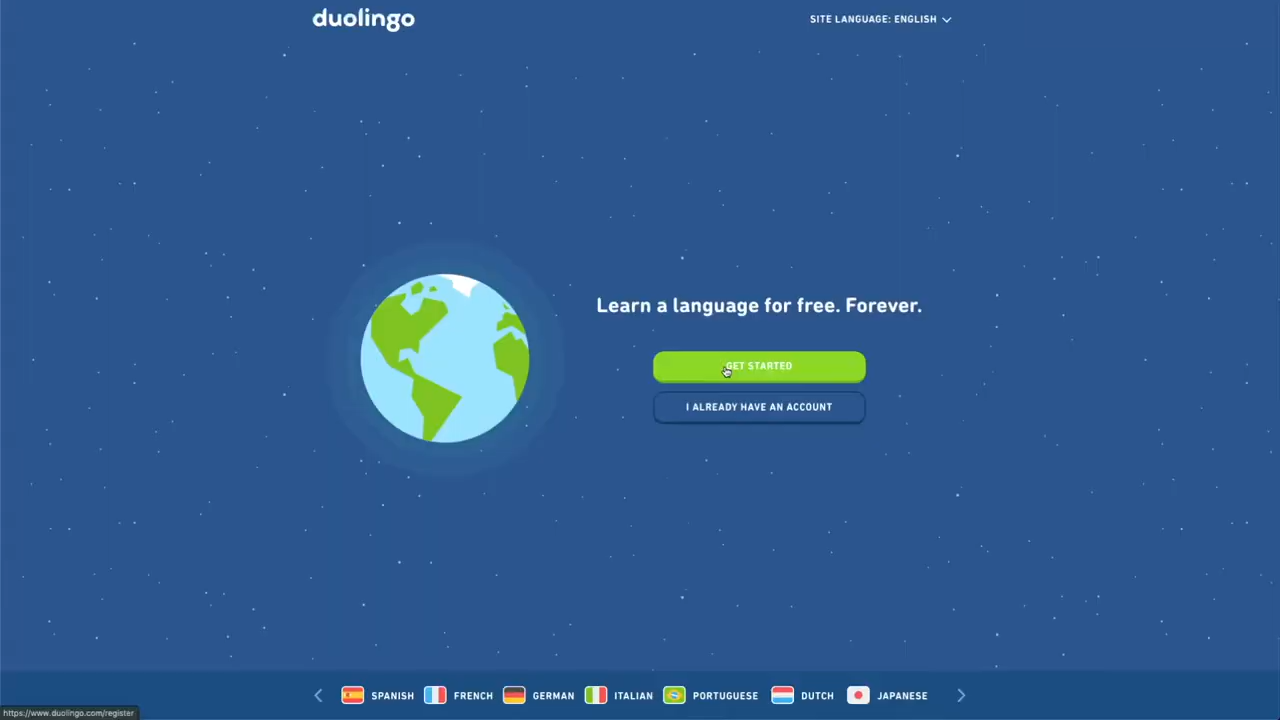 duolingo
SITE LANGUAGE: ENGLISH
Learn a language for free. Forever.
GET STARTED
I ALREADY HAVE AN ACCOUNT
SPANISH FRENCH GERMAN ITALIAN PORTUGUESE DUTCH JAPANESE
https://www.duolingo.com/register